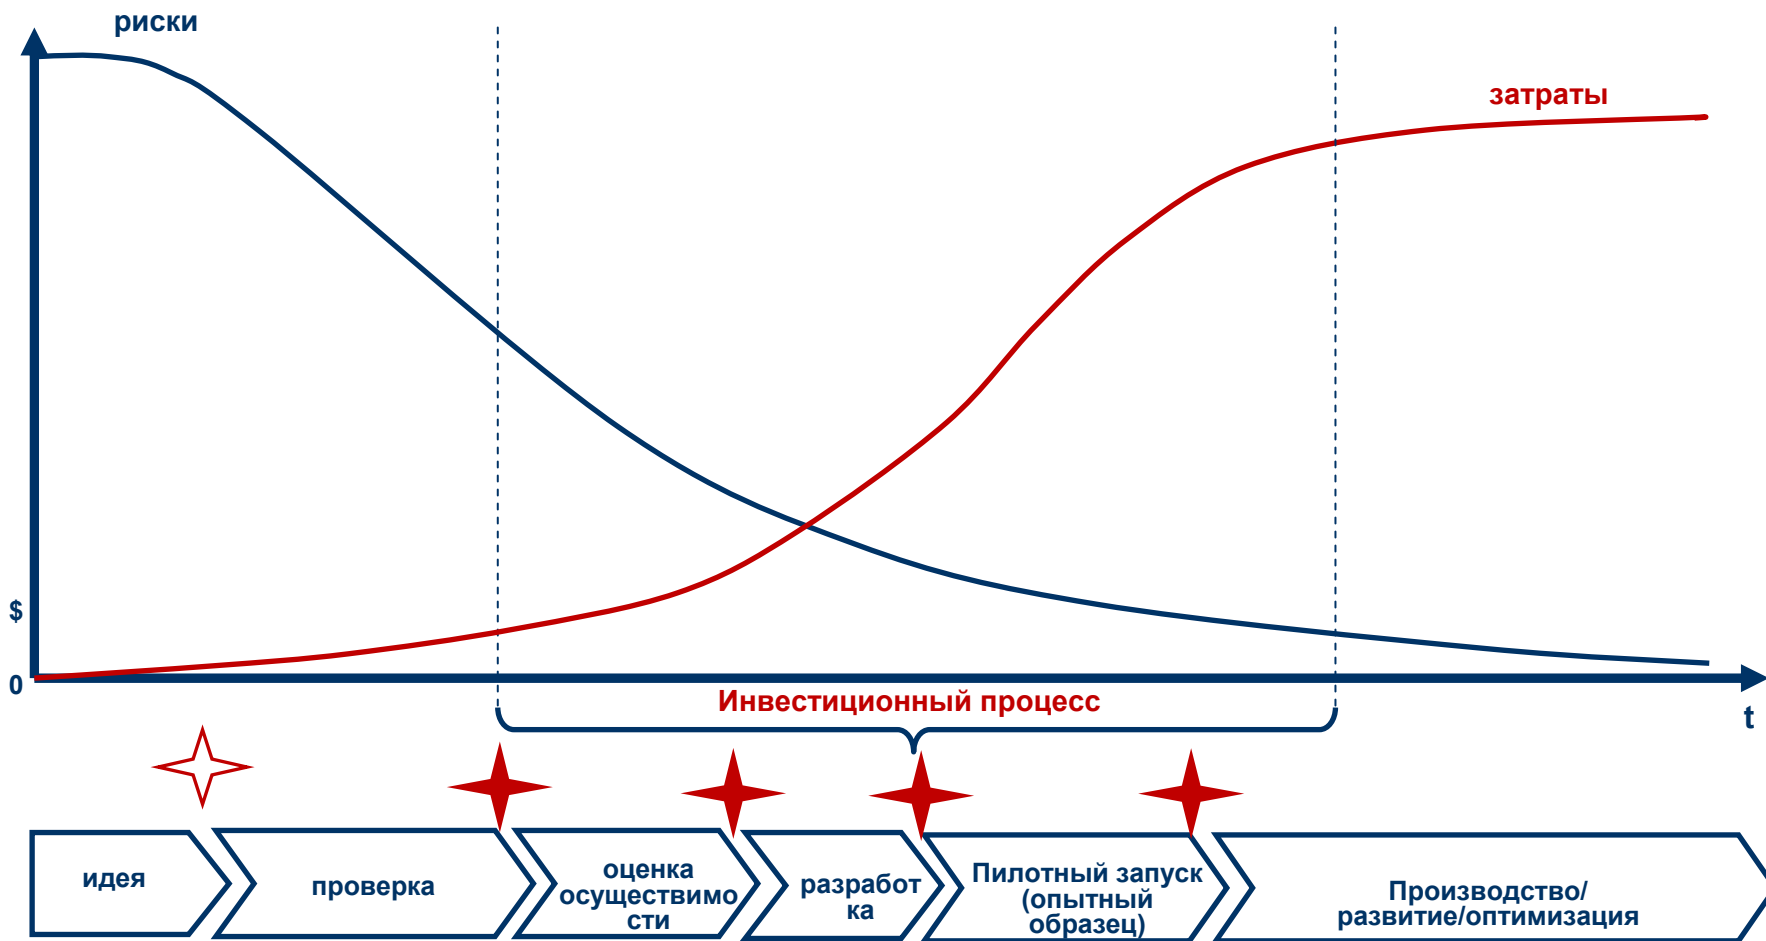 риски
затраты
$
0
Инвестиционный процесс
t
идея
проверка
оценка
осуществимо
сти
разработ
ка
Пилотный запуск
(опытный
образец)
Производство/
развитие/оптимизация